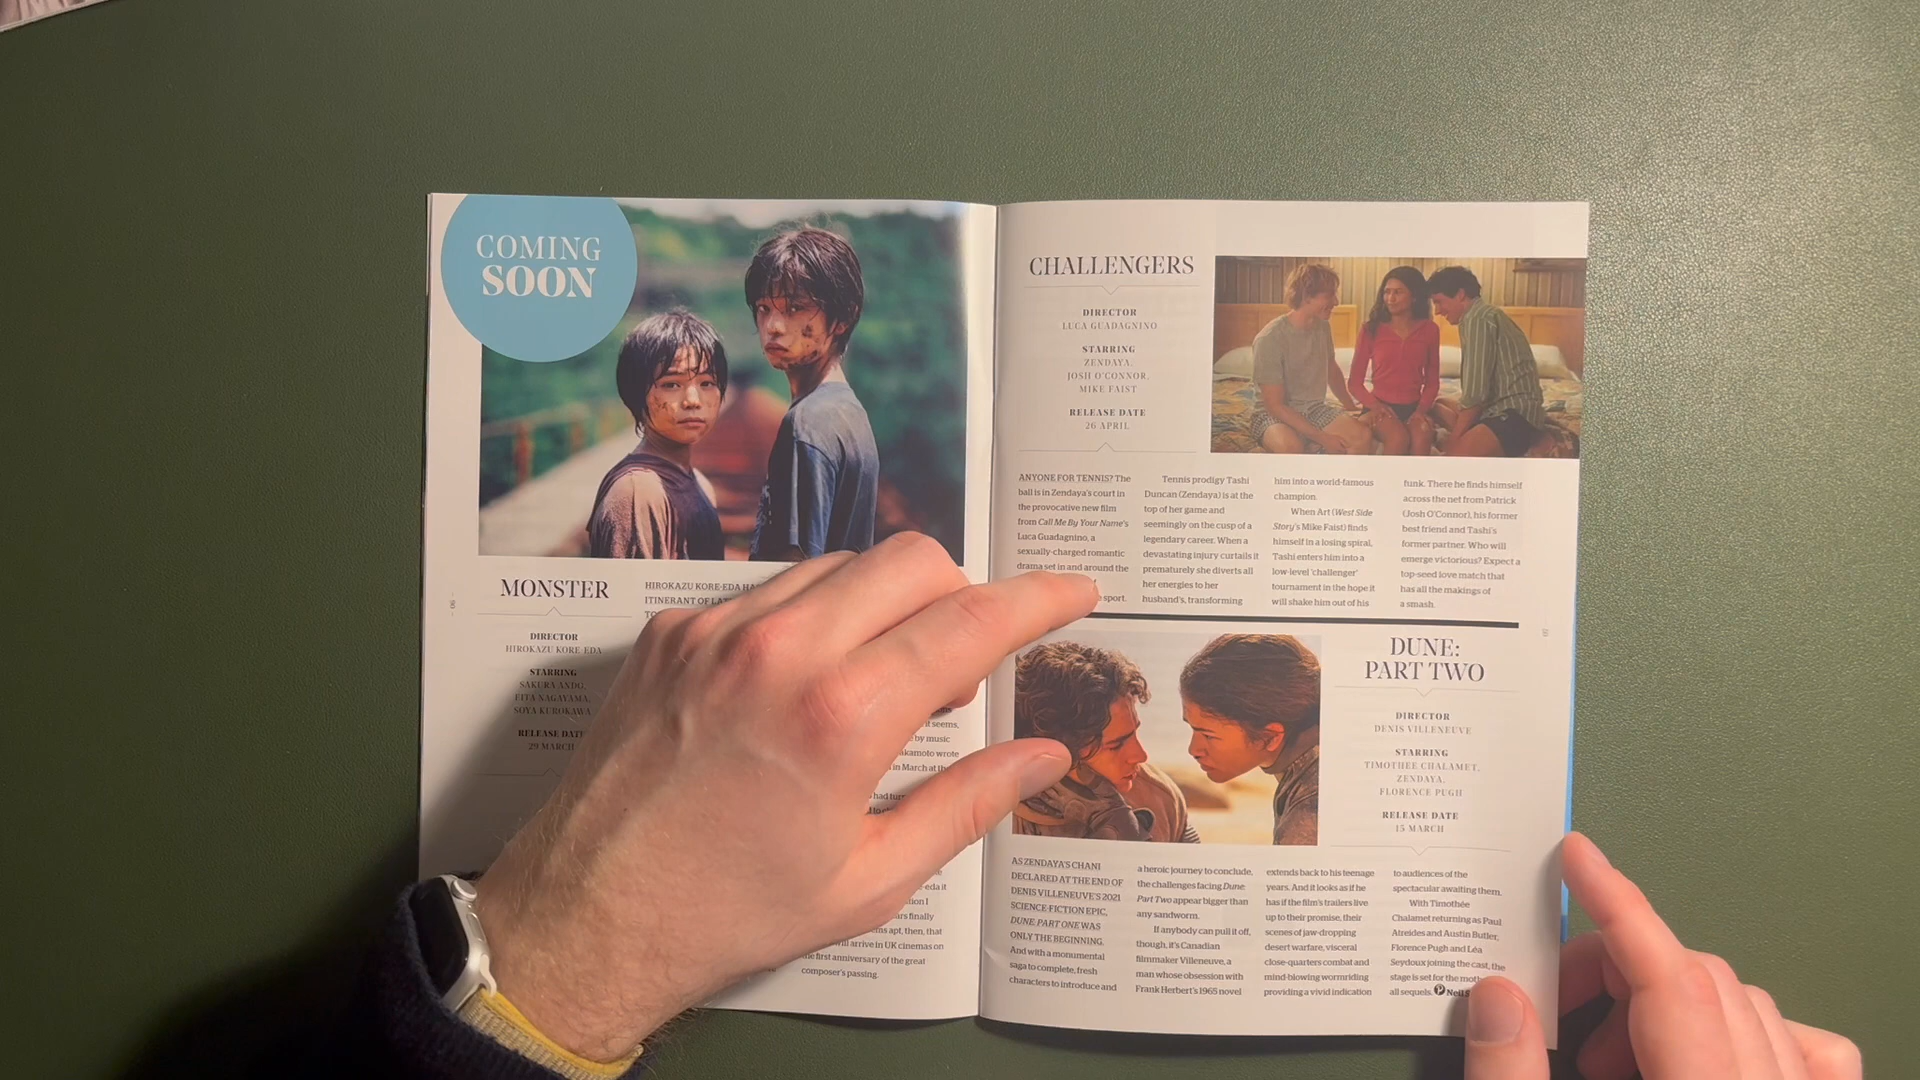 COMING
SOON
MONSTER
DIRECTOR
HIROKAZU KORE-EDA
STARRING
SAKURA ANDO,
EITA NAGAYAMA,
SOYA KUROKAWA
RELEASE DATE
29 MARCH
HIROKAZU KORE-EDA
ITINERANT OF
it seems,
by music
wrote
in March at
had
finally
apt, then, that
arrive in UK cinemas on
the first anniversary of the great
composer's passing.
CHALLENGERS
DIRECTOR
LUCA GUADAGNINO
STARRING
ZENDAYA,
JOSH O'CONNOR,
MIKE FAIST
RELEASE DATE
26 APRIL
ANYONE FOR TENNIS? The
ball is in Zendaya's court in
the provocative new film
from Call Me By Your Name's
Luca Guadagnino, a
sexually-charged romantic
drama set in and around the
sport.
Tennis prodigy Tashi
Duncan (Zendaya) is at the
top of her game and
seemingly on the cusp of a
legendary career. When a
devastating injury curtails it
prematurely she diverts all
her energies to her
husband's, transforming
him into a world-famous
champion.
When Art (West Side
Story's Mike Faist) finds
himself in a losing spiral,
Tashi enters him into a
low-level 'challenger'
tournament in the hope it
will shake him out of his
funk. There he finds himself
across the net from Patrick
(Josh O'Connor), his former
best friend and Tashi's
former partner. Who will
emerge victorious? Expect a
top-seed love match that
has all the makings of
a smash.
DUNE:
PART TWO
DIRECTOR
DENIS VILLENEUVE
STARRING
TIMOTHEE CHALAMET,
ZENDAYA,
FLORENCE PUGH
RELEASE DATE
15 MARCH
AS ZENDAYA'S CHANI
DECLARED AT THE END OF
DENIS VILLENEUVE'S 2021
SCIENCE-FICTION EPIC,
DUNE: PART ONE WAS
ONLY THE BEGINNING.
And with a monumental
saga to complete, fresh
characters to introduce and
a heroic journey to conclude,
the challenges facing Dune
Part Two appear bigger than
any sandworm.
If anybody can pull it off,
though, it's Canadian
filmmaker Villeneuve, a
man whose obsession with
Frank Herbert's 1965 novel
extends back to his teenage
years. And it looks as if he
has if the film's trailers live
up to their promise, their
scenes of jaw-dropping
desert warfare, visceral
close-quarters combat and
mind-blowing wormriding
providing a vivid indication
to audiences of the
spectacular awaiting them.
With Timothée
Chalamet returning as Paul
Atreides and Austin Butler,
Florence Pugh and Léa
Seydoux joining the cast, the
stage is set for the
all sequels. P Neil